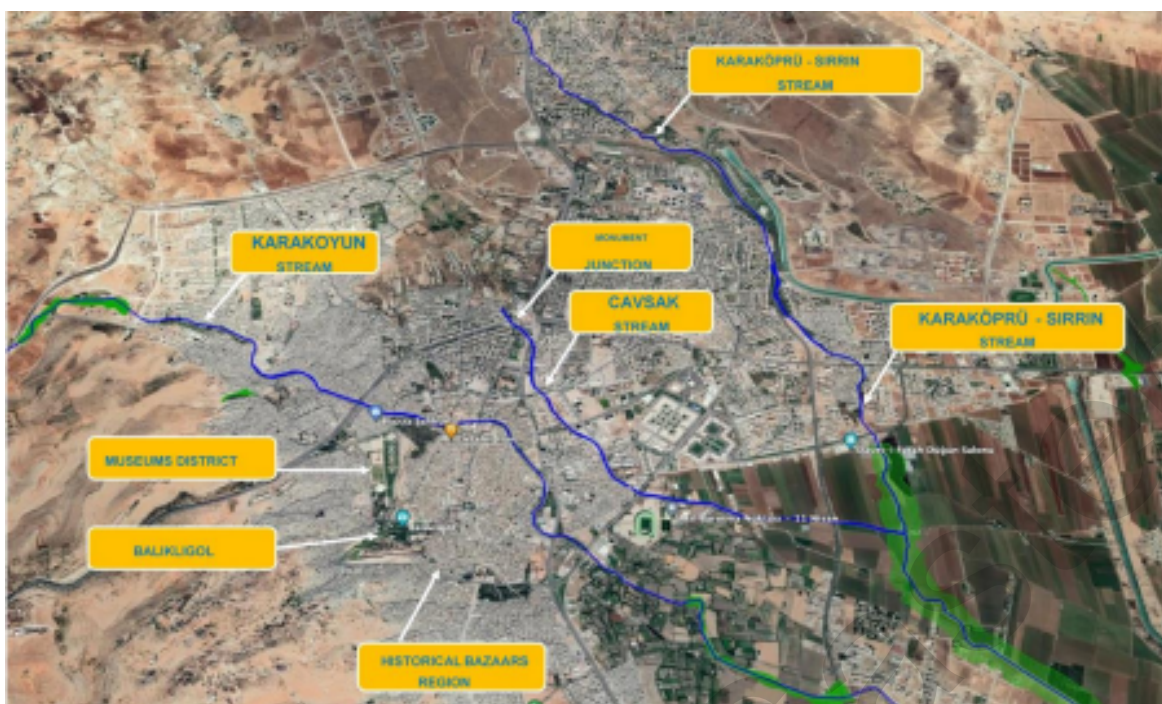 KARAKÖPRÜ - SIRRIN
STREAM
KARAKOYUN
STREAM
MONUMENT
JUNCTION
CAVSAK
STREAM
KARAKÖPRÜ - SIRRIN
STREAM
MUSEUMS DISTRICT
BALIKLIGOL
HISTORICAL BAZAARS
REGION